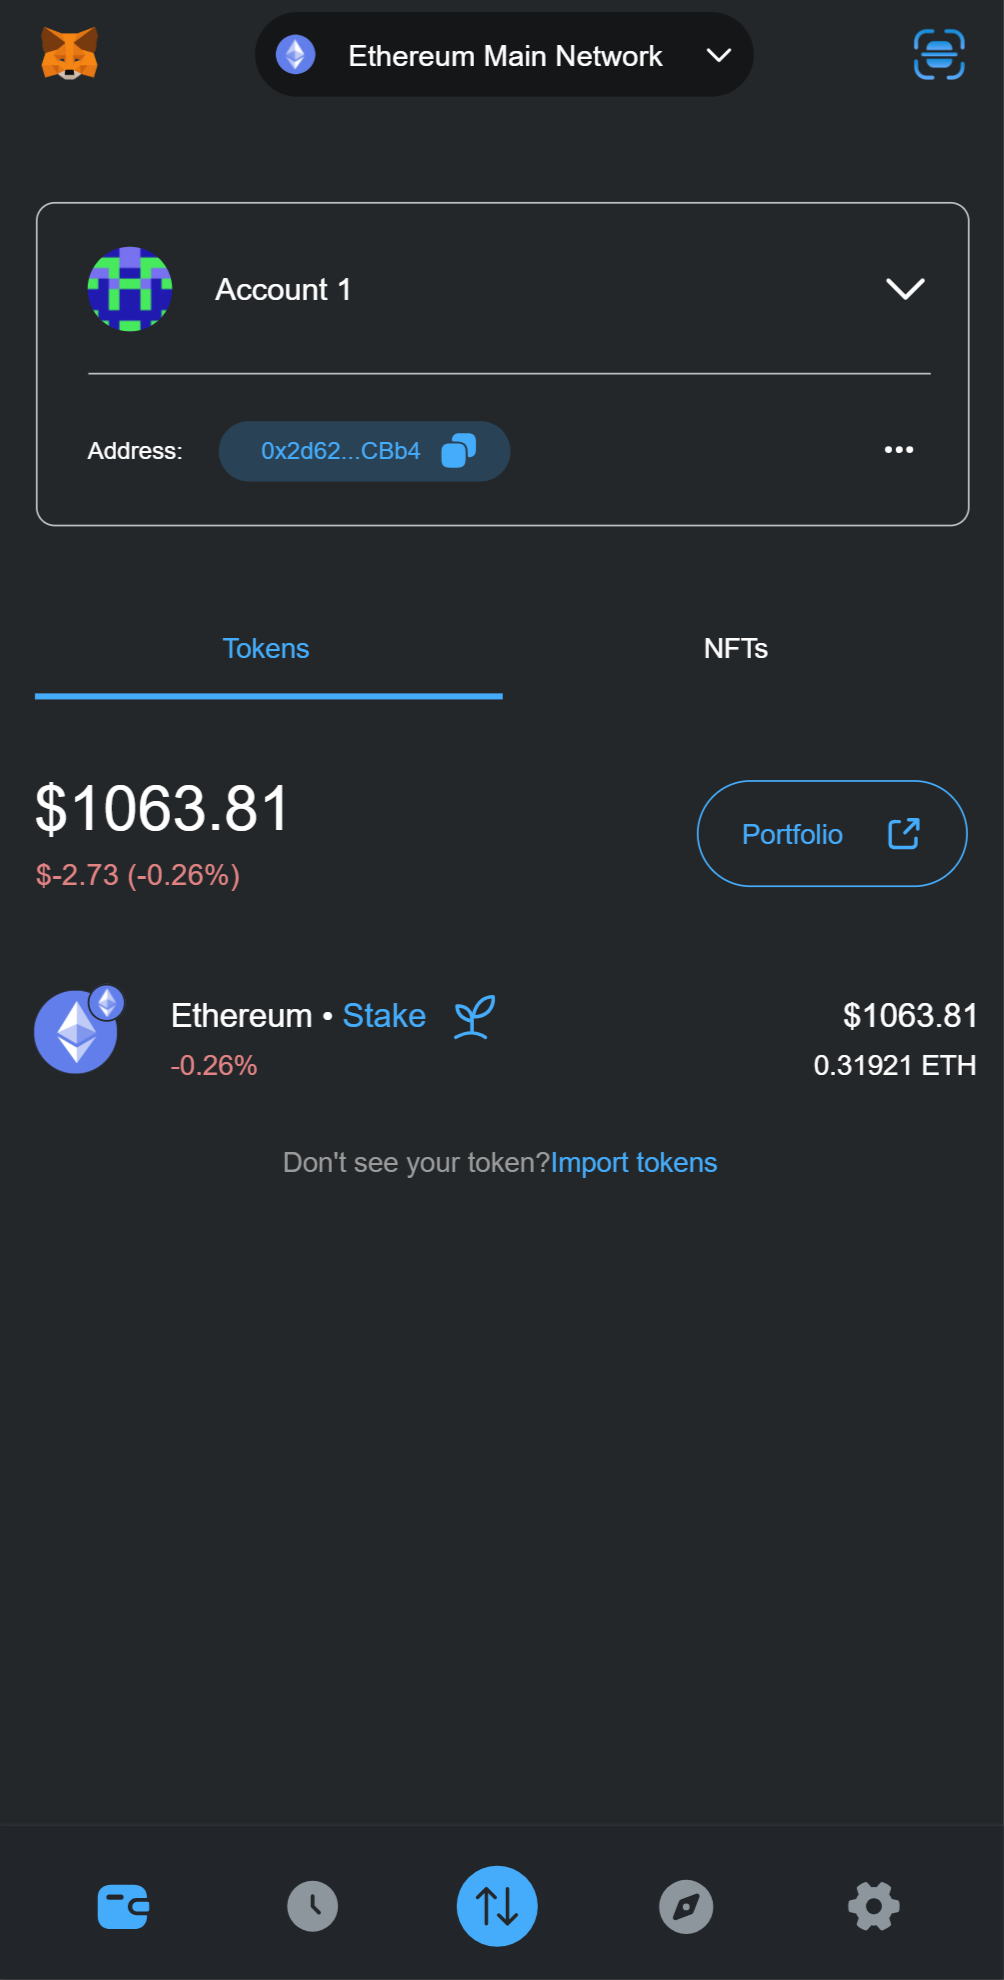 Ethereum Main Network
Account 1
Address: 0x2d62...CBb4
Tokens NFTs
$1063.81
$-2.73 (-0.26%)
Portfolio
Ethereum • Stake $1063.81
-0.26% 0.31921 ETH
Don't see your token?Import tokens